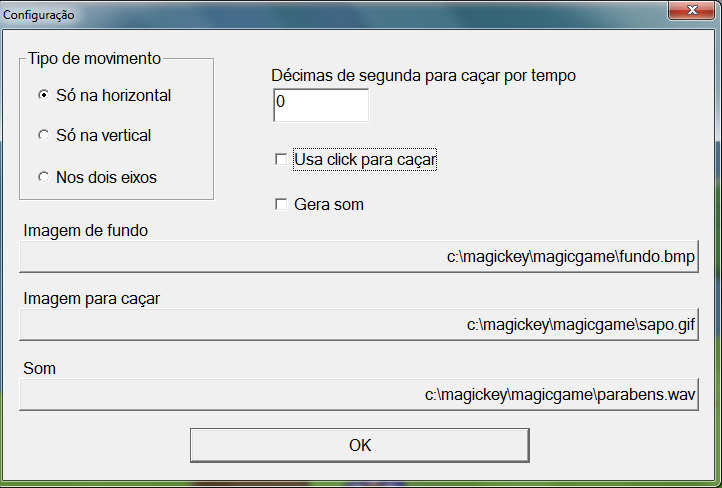 Configuração
Tipo de movimento
Só na horizontal
Só na vertical
Nos dois eixos
Décimas de segunda para caçar por tempo
0
Usa click para caçar
Gera som
Imagem de fundo
c:\magickey\magicgame\fundo.bmp
Imagem para caçar
c:\magickey\magicgame\sapo.gif
Som
c:\magickey\magicgame\parabens.wav
OK